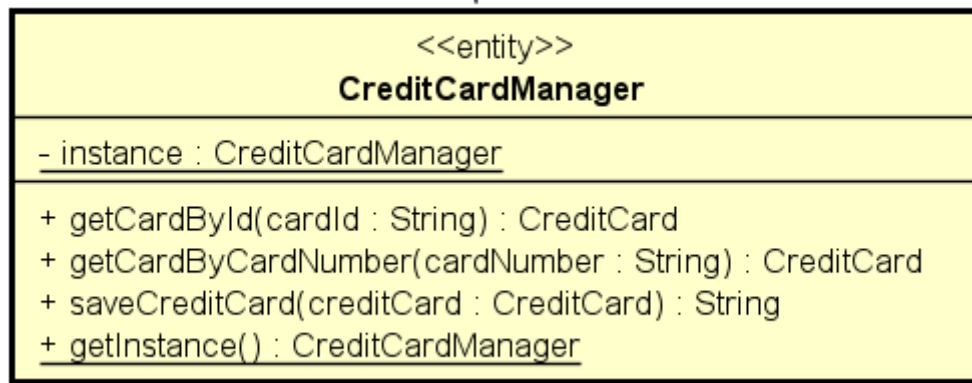 <<entity>>
CreditCardManager
- instance : CreditCardManager
+ getCardById(cardId : String) : CreditCard
+ getCardByCardNumber(cardNumber : String) : CreditCard
+ saveCreditCard(creditCard : CreditCard) : String
+ getInstance() : CreditCardManager